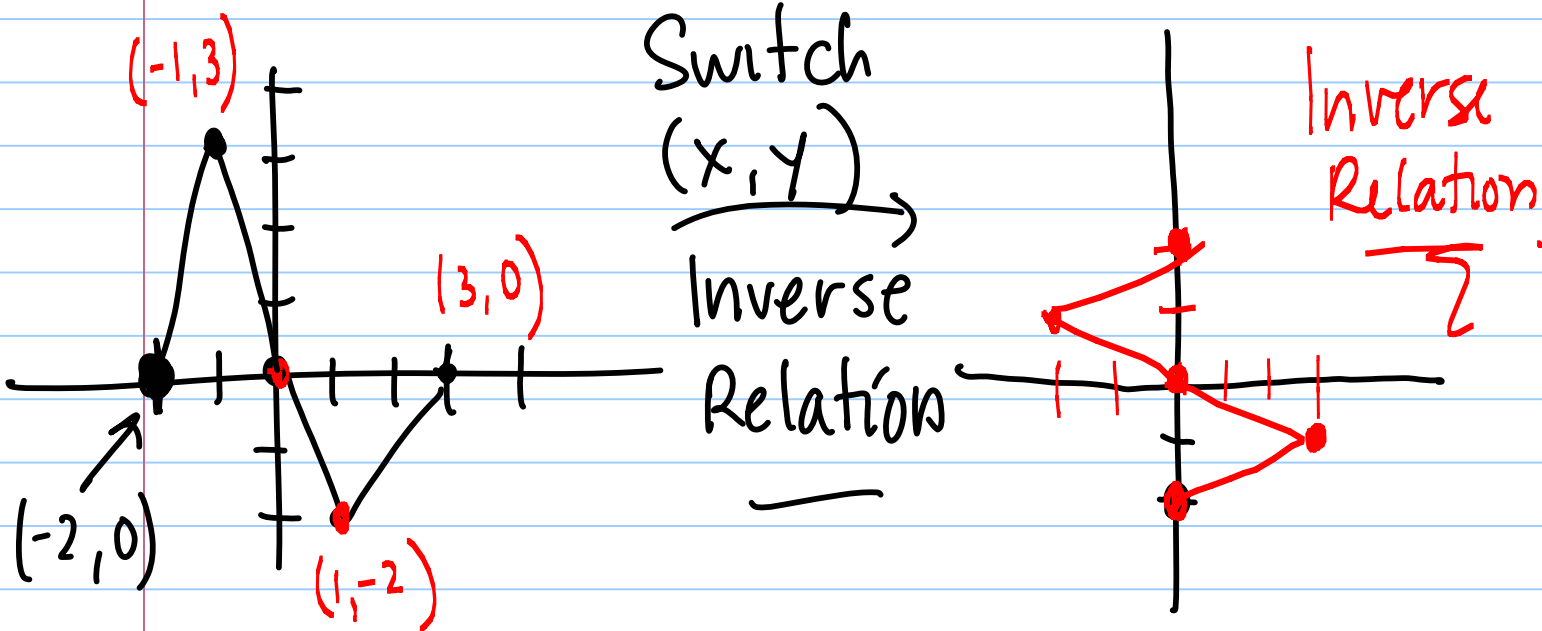 (-1,3)
(3,0)
(-2,0)
(1,-2)
Switch
(x,y)
Inverse
Relation
Inverse
Relation